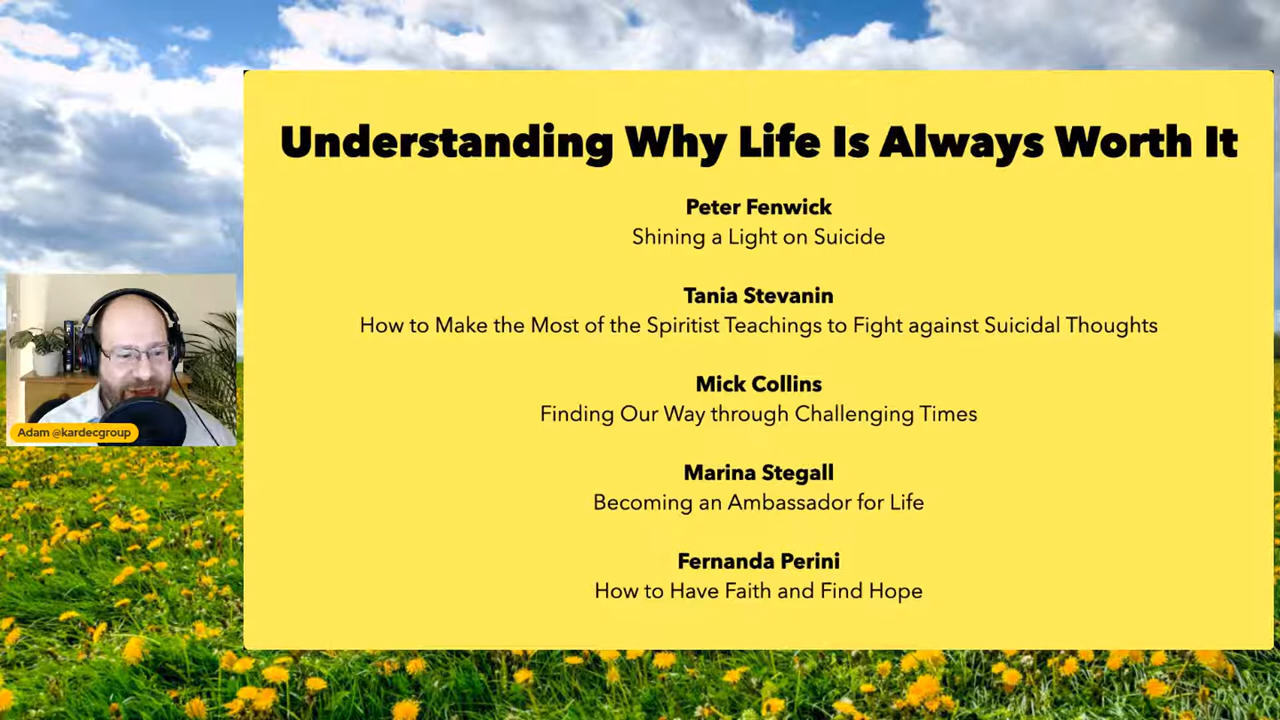 Understanding Why Life Is Always Worth It
Peter Fenwick
Shining a Light on Suicide
Tania Stevanin
How to Make the Most of the Spiritist Teachings to Fight against Suicidal Thoughts
Mick Collins
Finding Our Way through Challenging Times
Marina Stegall
Becoming an Ambassador for Life
Fernanda Perini
How to Have Faith and Find Hope
Adam @kardecgroup